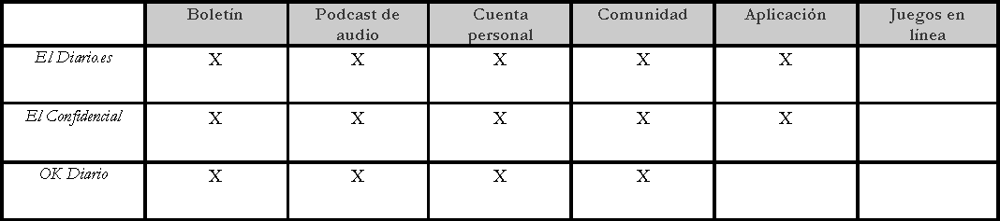 Boletín Podcast de audio Cuenta personal Comunidad Aplicación Juegos en línea
El Diario.es X X X X X
El Confidencial X X X X X
OK Diario X X X X